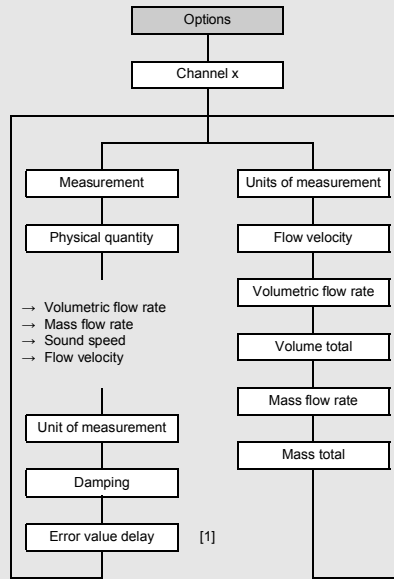 Options
Channel x
Measurement
Physical quantity
→ Volumetric flow rate
→ Mass flow rate
→ Sound speed
→ Flow velocity
Unit of measurement
Damping
Error value delay [1]
Units of measurement
Flow velocity
Volumetric flow rate
Volume total
Mass flow rate
Mass total